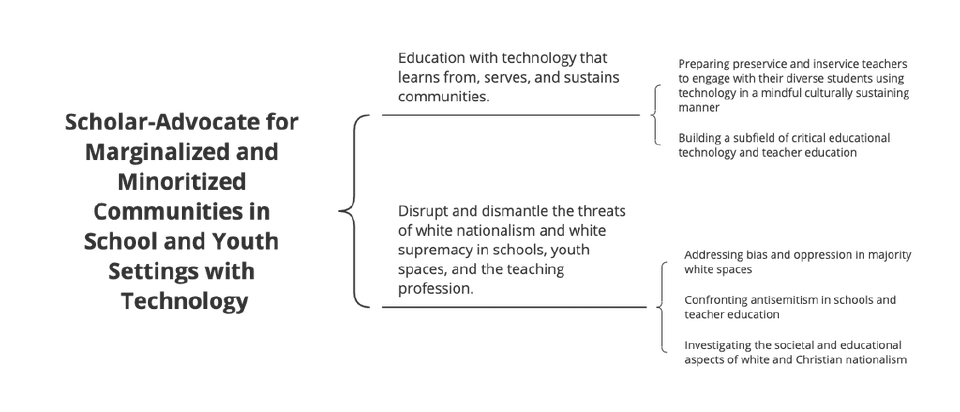 Scholar-Advocate for
Marginalized and
Minoritized
Communities in
School and Youth
Settings with
Technology
Education with technology that
learns from, serves, and sustains
communities.
Preparing preservice and inservice teachers
to engage with their diverse students using
technology in a mindful culturally sustaining
manner
Building a subfield of critical educational
technology and teacher education
Disrupt and dismantle the threats
of white nationalism and white
supremacy in schools, youth
spaces, and the teaching
profession.
Addressing bias and oppression in majority
white spaces
Confronting antisemitism in schools and
teacher education
Investigating the societal and educational
aspects of white and Christian nationalism